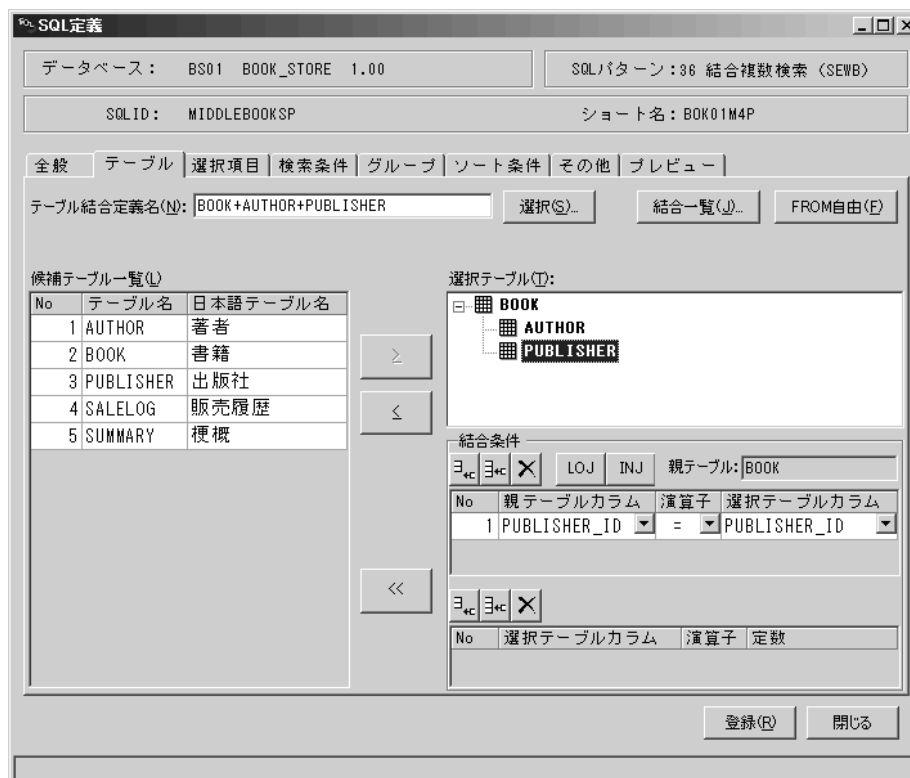 SQL定義
データベース： BS01 BOOK_STORE 1.00
SQLパターン:36 結合複数検索 (SEWB)
SQLID： MIDDLEBOOKSP
ショート名：BOK01M4P
全般 テーブル 選択項目 検索条件 グループ ソート条件 その他 プレビュー
テーブル結合定義名(N): BOOK+AUTHOR+PUBLISHER 選択(S)... 結合一覧(J)... FROM自由(F)
候補テーブル一覧(L)
No テーブル名 日本語テーブル名
1 AUTHOR 著者
2 BOOK 書籍
3 PUBLISHER 出版社
4 SALELOG 販売履歴
5 SUMMARY 梗概
≥
≤
<<
選択テーブル(T):
BOOK
AUTHOR
PUBLISHER
結合条件
LOJ INJ 親テーブル: BOOK
No 親テーブルカラム 演算子 選択テーブルカラム
1 PUBLISHER_ID = PUBLISHER_ID
No 選択テーブルカラム 演算子 定数
登録(R) 閉じる